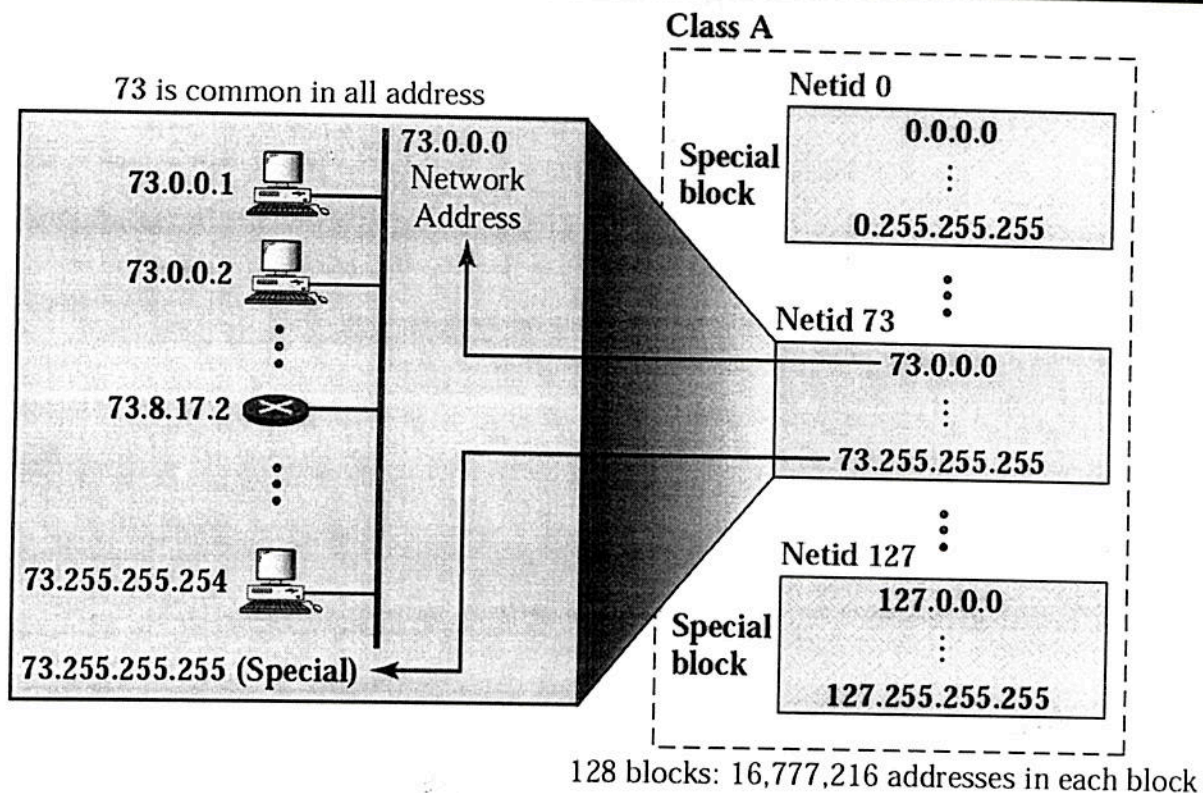 Class A
73 is common in all address
73.0.0.0
Network
Address
73.0.0.1
73.0.0.2
73.8.17.2
73.255.255.254
73.255.255.255 (Special)
Netid 0
Special
block
0.0.0.0
0.255.255.255
Netid 73
73.0.0.0
73.255.255.255
Netid 127
Special
block
127.0.0.0
127.255.255.255
128 blocks: 16,777,216 addresses in each block